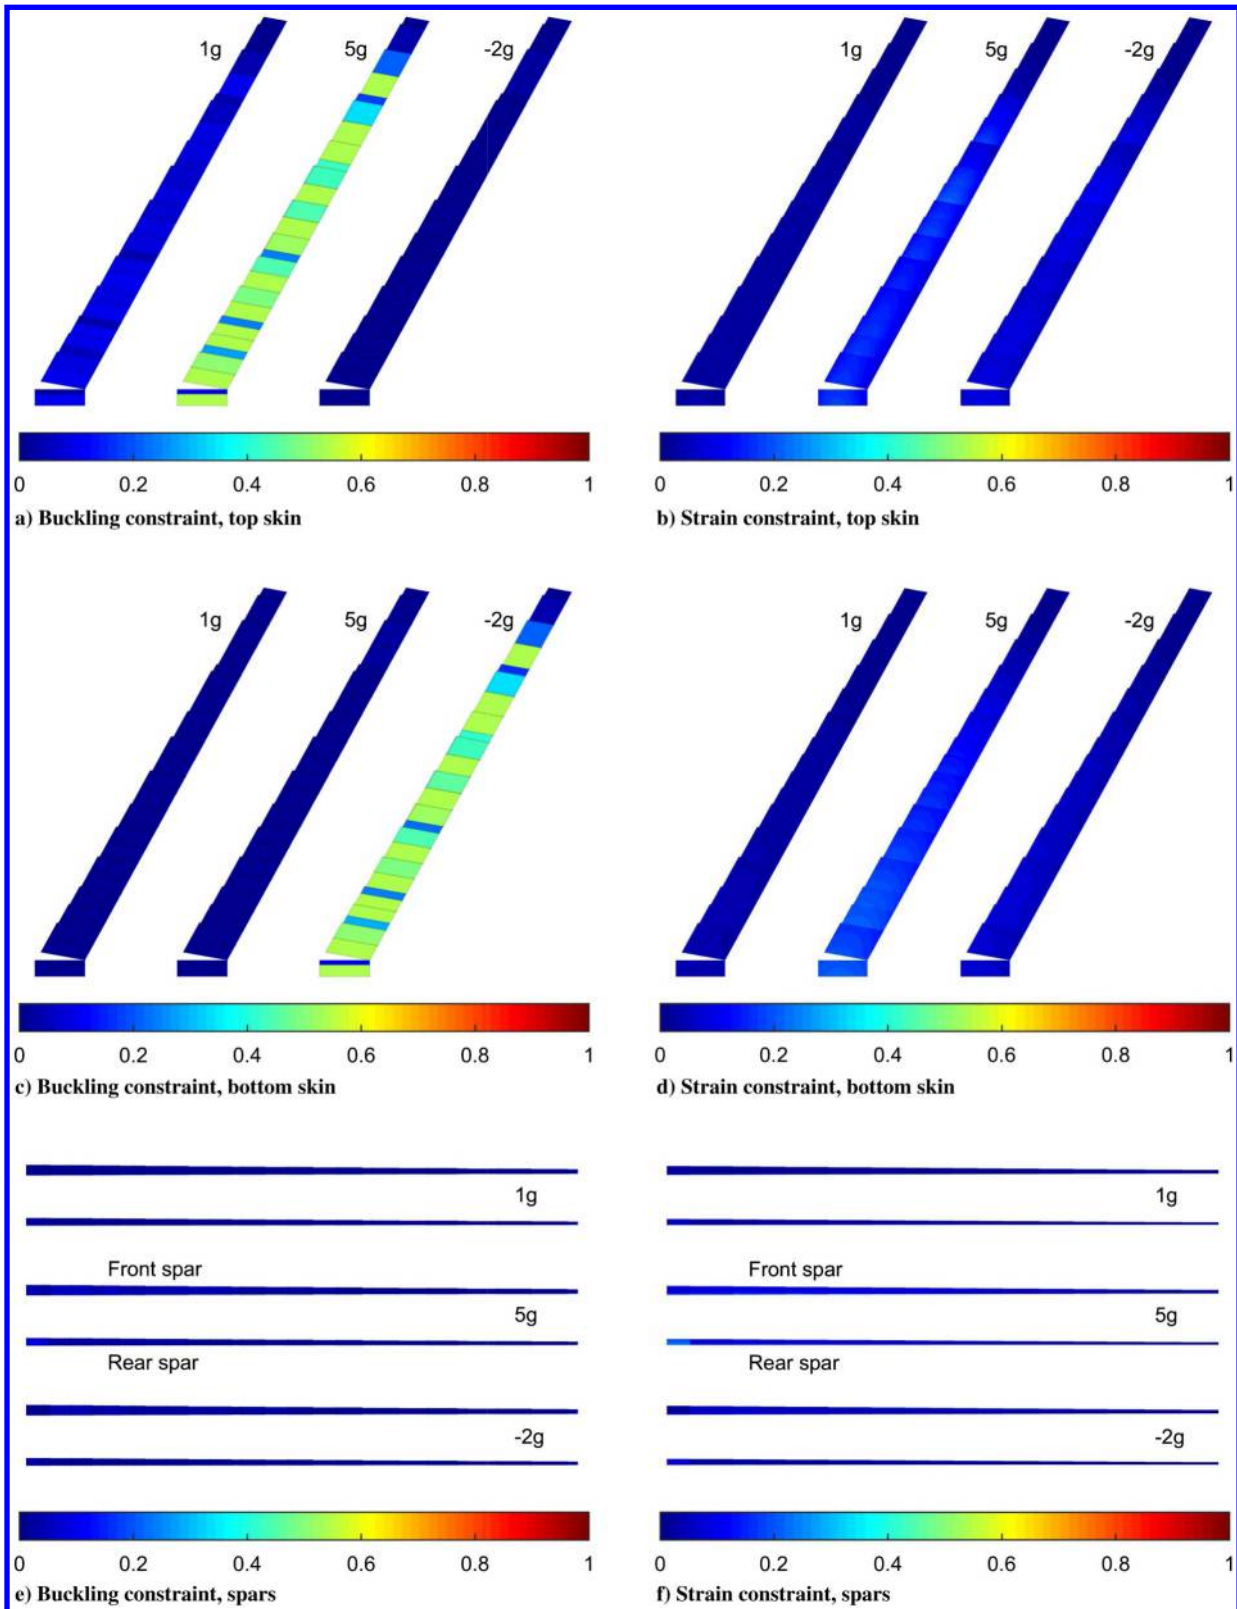 1g 5g -2g 1g 5g -2g
0 0.2 0.4 0.6 0.8 1 0 0.2 0.4 0.6 0.8 1
a) Buckling constraint, top skin b) Strain constraint, top skin
1g 5g -2g 1g 5g -2g
0 0.2 0.4 0.6 0.8 1 0 0.2 0.4 0.6 0.8 1
c) Buckling constraint, bottom skin d) Strain constraint, bottom skin
1g 1g
Front spar Front spar
5g 5g
Rear spar Rear spar
-2g -2g
0 0.2 0.4 0.6 0.8 1 0 0.2 0.4 0.6 0.8 1
e) Buckling constraint, spars f) Strain constraint, spars